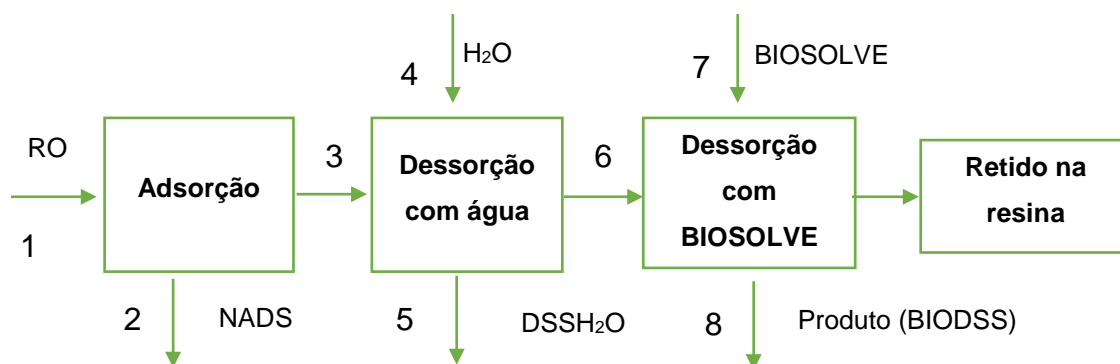 4
H₂O
7
BIOSOLVE
RO
1
Adsorção
3
Dessorção
com água
6
Dessorção
com
BIOSOLVE
Retido na
resina
2
NADS
5
DSSH₂O
8
Produto (BIODSS)